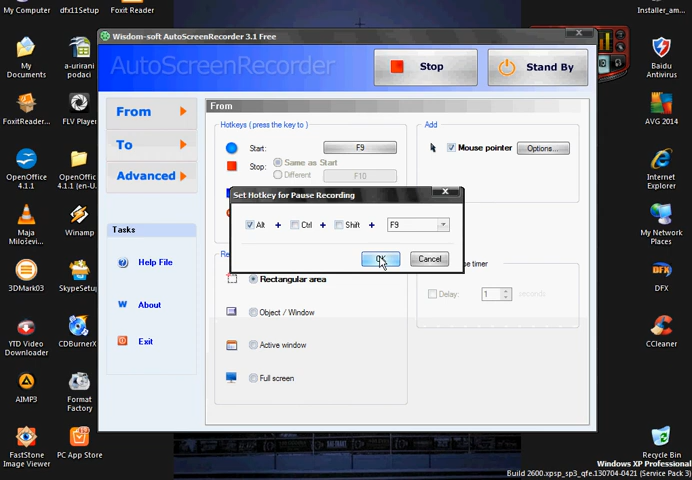 My Computer
dfx11Setup
Foxit Reader
Installer_am...
My
Documents
a-urirani
podaci
FoxitReader...
FLV Player
OpenOffice
4.1.1
OpenOffice
4.1.1 (en-U...
Maja
Milošević...
Winamp
3DMark03
SkypeSetup
YTD Video
Downloader
CDBurnerX
AIMP3
Format
Factory
FastStone
Image Viewer
PC App Store
Wisdom-soft AutoScreenRecorder 3.1 Free
AutoScreenRecorder
Stop
Stand By
From
To
Advanced
Tasks
Help File
About
Exit
From
Hotkeys ( press the key to )
Start:
F9
Stop:
Same as Start
Different
F10
Add
Mouse pointer
Options...
Set Hotkey for Pause Recording
Alt
+
Ctrl
+
Shift
+
F9
OK
Cancel
Rectangular area
Object / Window
Active window
Full screen
timer
Delay:
1
seconds
Baidu
Antivirus
AVG 2014
Internet
Explorer
My Network
Places
DFX
CCleaner
Recycle Bin
Windows XP Professional
Build 2600.xpsp_sp3_qfe.130704-0421 (Service Pack 3)